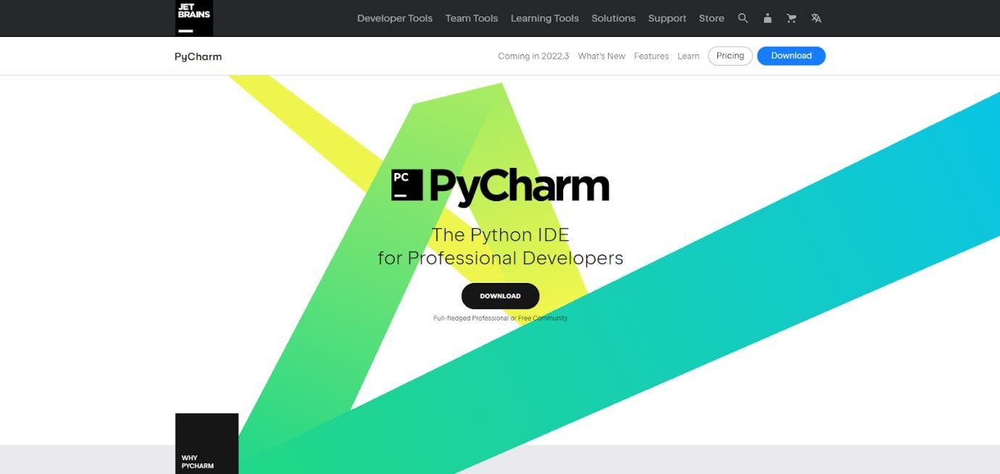 JET
BRAINS
Developer Tools Team Tools Learning Tools Solutions Support Store
PyCharm
Coming in 2022.3 What's New Features Learn Pricing Download
PC
PyCharm
The Python IDE
for Professional Developers
DOWNLOAD
Full-fledged Professional or Free Community
WHY
PYCHARM